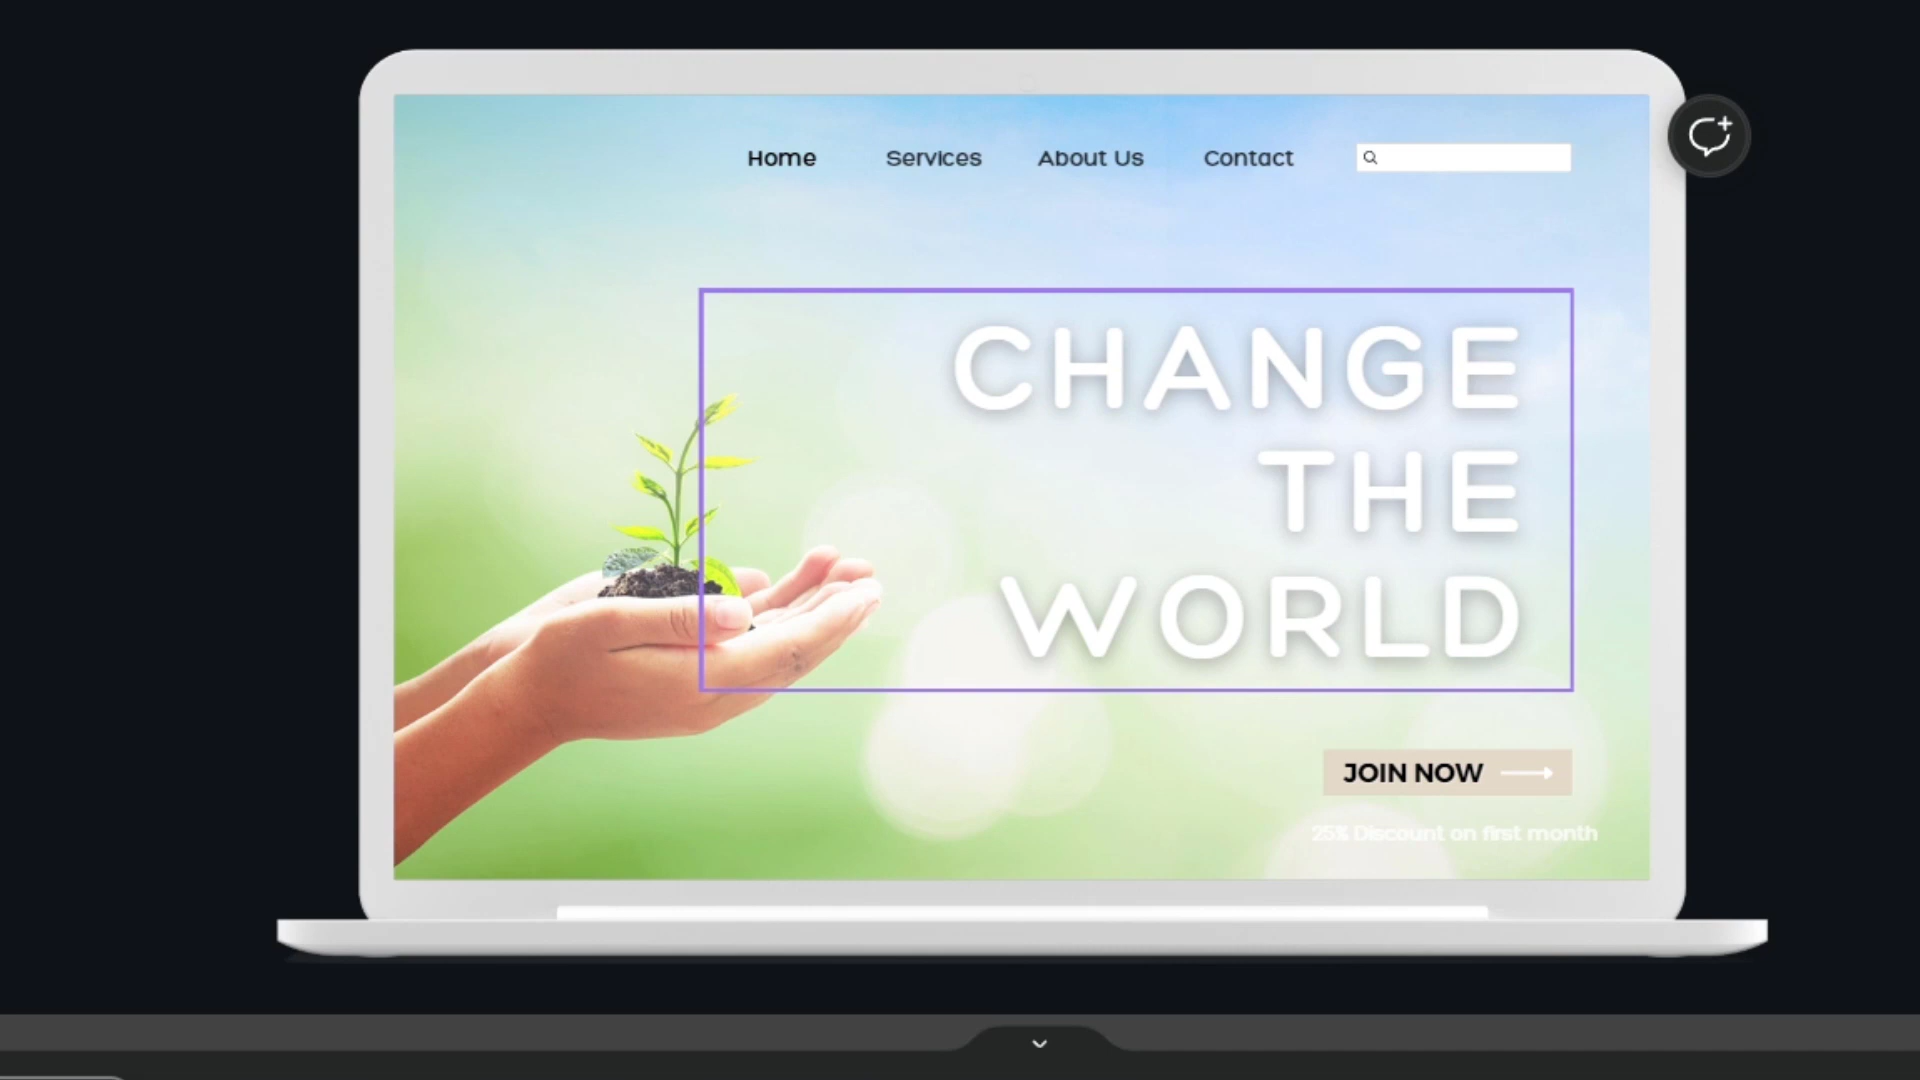 Home Services About Us Contact
CHANGE
THE
WORLD
JOIN NOW
25% Discount on first month